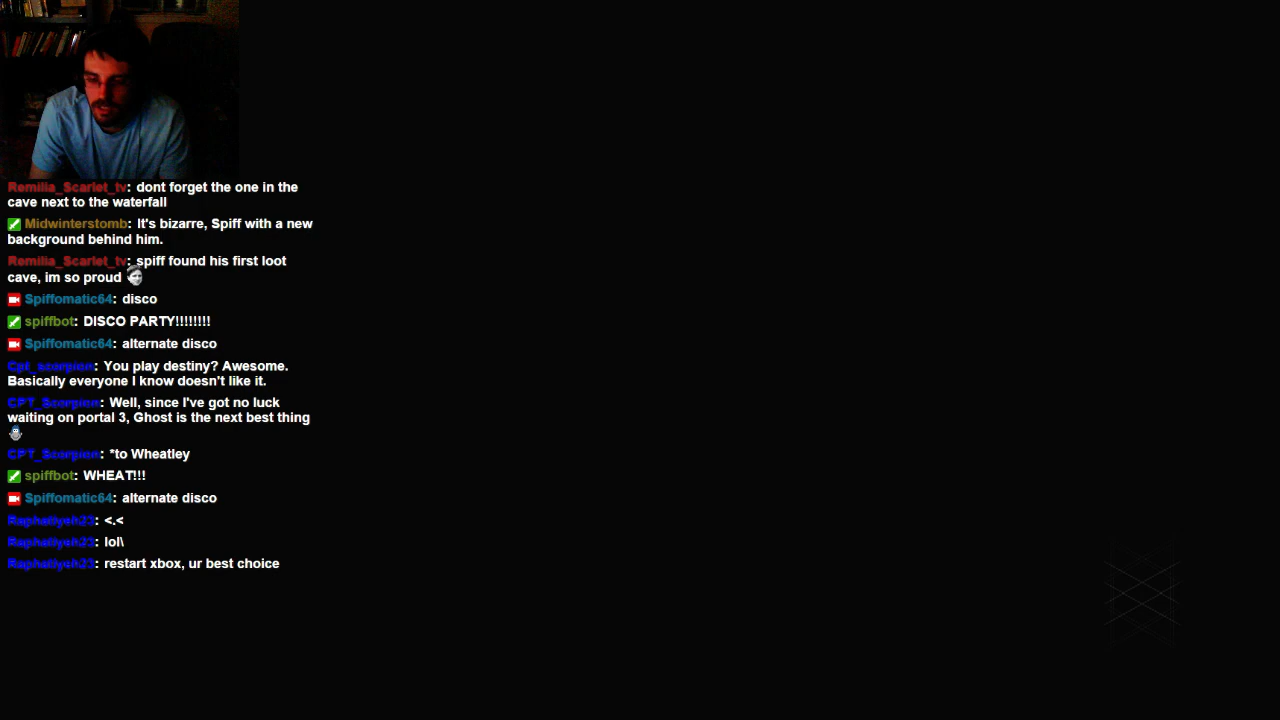 Remilia_Scarlet_tv: dont forget the one in the
cave next to the waterfall
Midwinterstomb: It's bizarre, Spiff with a new
background behind him.
Remilia_Scarlet_tv: spiff found his first loot
cave, im so proud
Spiffomatic64: disco
spiffbot: DISCO PARTY!!!!!!!!
Spiffomatic64: alternate disco
Cpt_scorpion: You play destiny? Awesome.
Basically everyone I know doesn't like it.
CPT_Scorpion: Well, since I've got no luck
waiting on portal 3, Ghost is the next best thing
CPT_Scorpion: *to Wheatley
spiffbot: WHEAT!!!
Spiffomatic64: alternate disco
: <.<
: lol\
: restart xbox, ur best choice